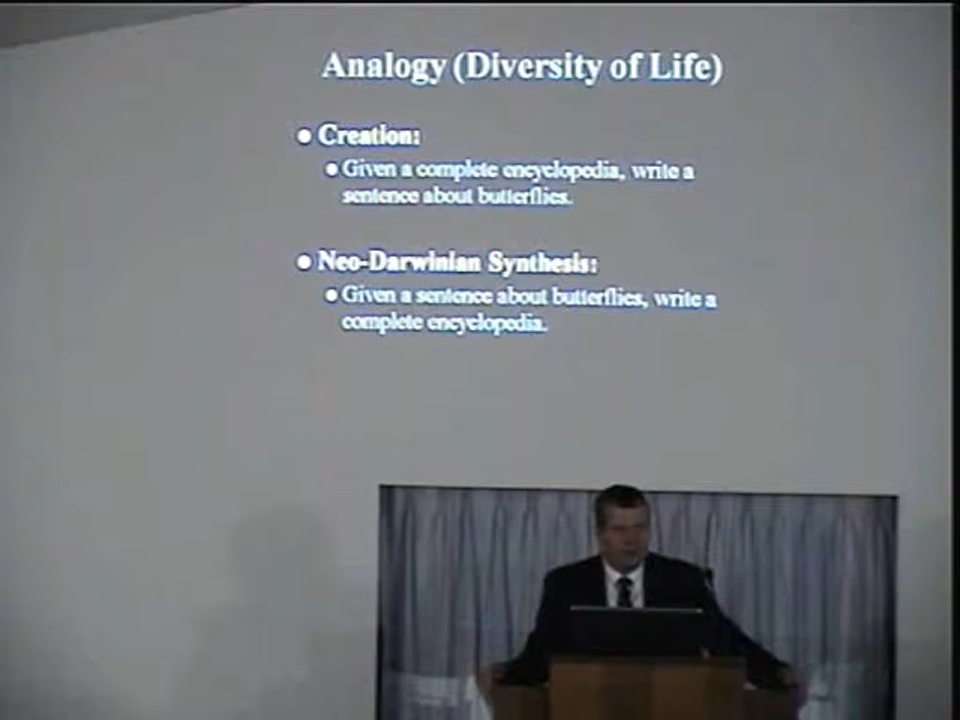 Analogy (Diversity of Life)
● Creation:
● Given a complete encyclopedia, write a
sentence about butterflies.
● Neo-Darwinian Synthesis:
● Given a sentence about butterflies, write a
complete encyclopedia.